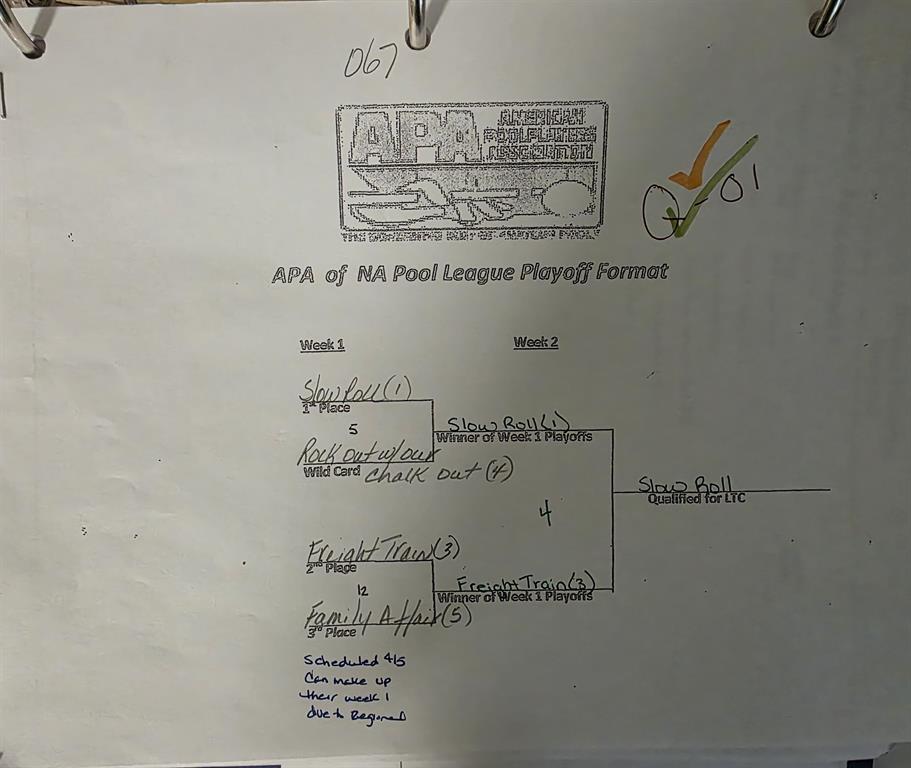 067
APA AMERICAN
POOLPLAYERS
ASSOCIATION
Q-01
APA of NA Pool League Playoff Format
Week 1 Week 2
Slow Roll (1)
1st Place
5
Slow Roll (1)
Winner of Week 1 Playoffs
Rock out w/our
Wild Card Chalk out (4)
Slow Roll
Qualified for LTC
4
Freight Train (3)
2nd Place
12
Freight Train (3)
Winner of Week 1 Playoffs
Family Affair (5)
3rd Place
Scheduled 4/5
Can make up
their week 1
due to Regional